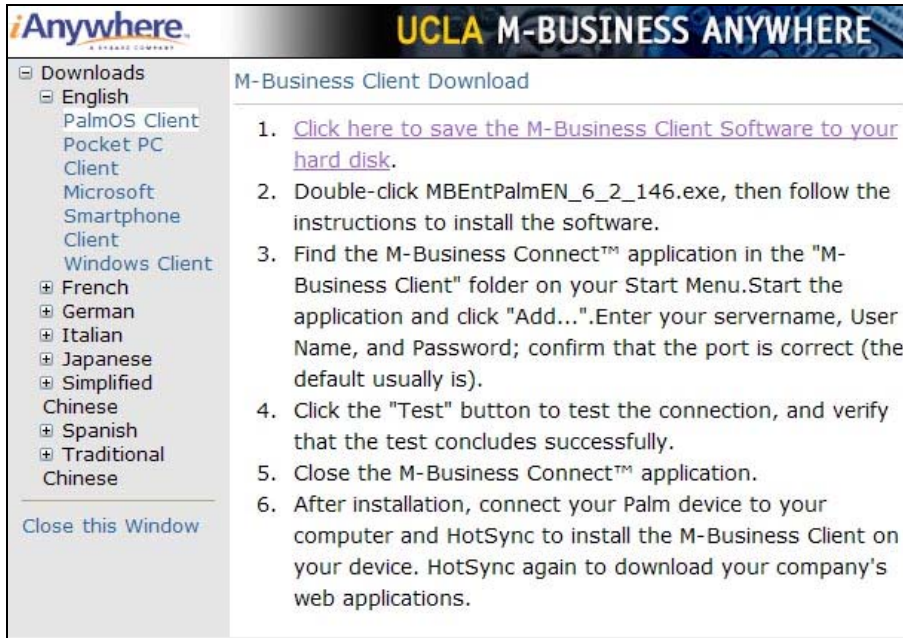 iAnywhere.
A SYBASE COMPANY
UCLA M-BUSINESS ANYWHERE
Downloads
English
PalmOS Client
Pocket PC
Client
Microsoft
Smartphone
Client
Windows Client
French
German
Italian
Japanese
Simplified
Chinese
Spanish
Traditional
Chinese
Close this Window
M-Business Client Download
1. Click here to save the M-Business Client Software to your
hard disk.
2. Double-click MBEntPalmEN_6_2_146.exe, then follow the
instructions to install the software.
3. Find the M-Business Connect™ application in the "M-
Business Client" folder on your Start Menu.Start the
application and click "Add...".Enter your servername, User
Name, and Password; confirm that the port is correct (the
default usually is).
4. Click the "Test" button to test the connection, and verify
that the test concludes successfully.
5. Close the M-Business Connect™ application.
6. After installation, connect your Palm device to your
computer and HotSync to install the M-Business Client on
your device. HotSync again to download your company's
web applications.